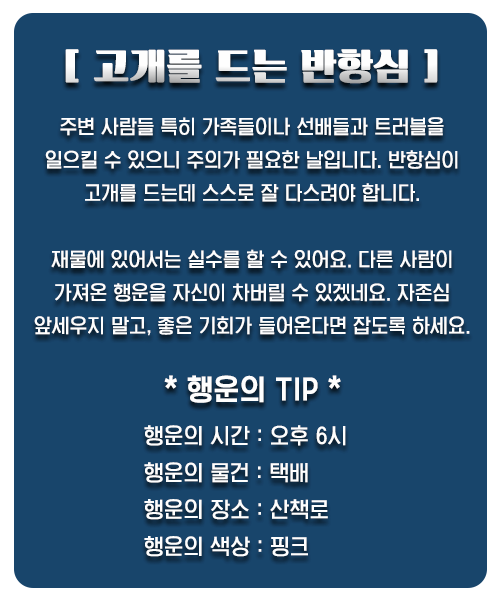 [ 고개를 드는 반항심 ]
주변 사람들 특히 가족들이나 선배들과 트러블을
일으킬 수 있으니 주의가 필요한 날입니다. 반항심이
고개를 드는데 스스로 잘 다스려야 합니다.
재물에 있어서는 실수를 할 수 있어요. 다른 사람이
가져온 행운을 자신이 차버릴 수 있겠네요. 자존심
앞세우지 말고, 좋은 기회가 들어온다면 잡도록 하세요.
* 행운의 TIP *
행운의 시간 : 오후 6시
행운의 물건 : 택배
행운의 장소 : 산책로
행운의 색상 : 핑크